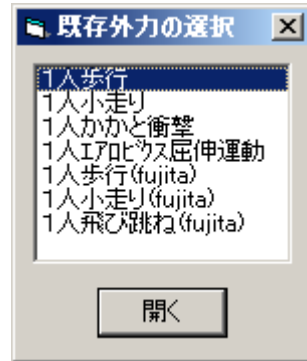 既存外力の選択
1人歩行
1人小走り
1人かかと衝撃
1人ｴｱﾛﾋﾞｸｽ屈伸運動
1人歩行(fujita)
1人小走り(fujita)
1人飛び跳ね(fujita)
開く